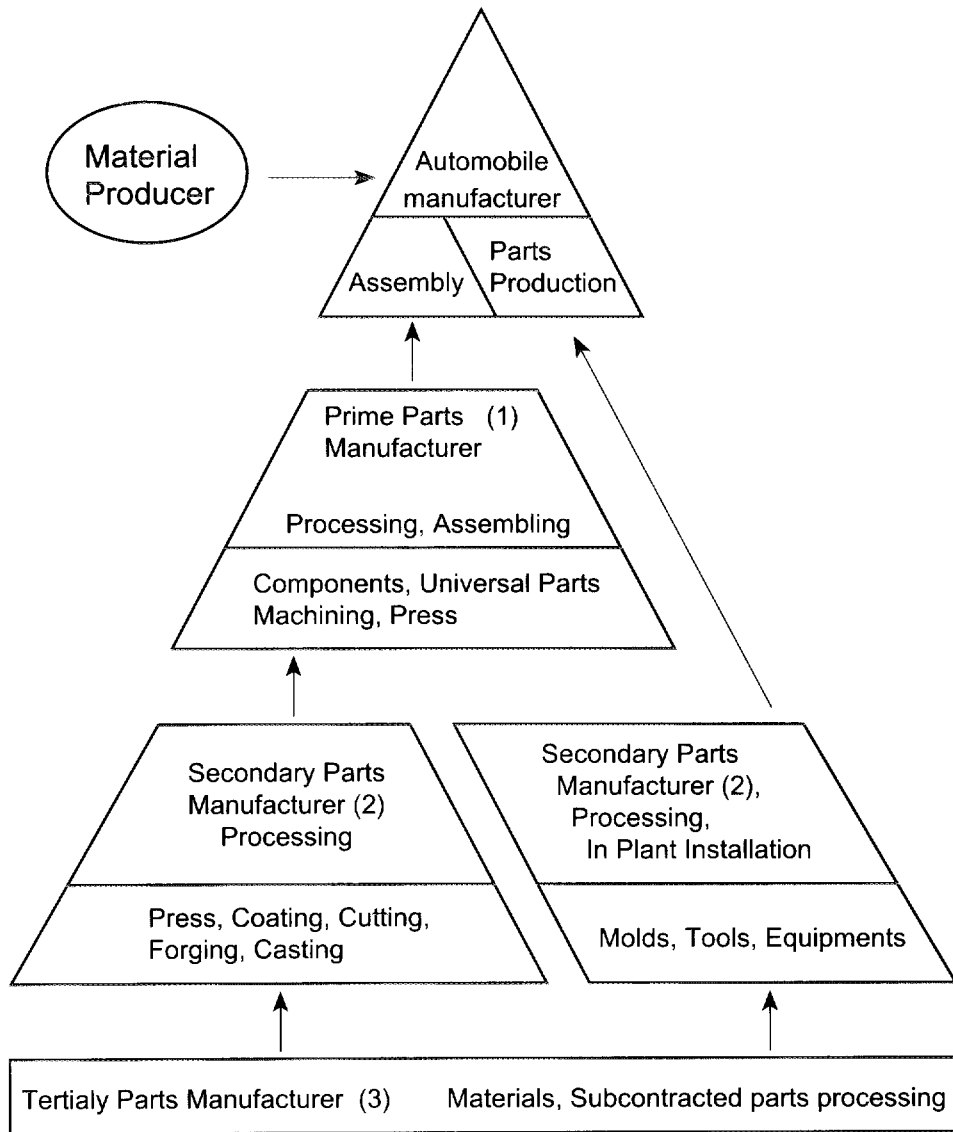 Material
Producer
Automobile
manufacturer
Assembly
Parts
Production
Prime Parts (1)
Manufacturer
Processing, Assembling
Components, Universal Parts
Machining, Press
Secondary Parts
Manufacturer (2)
Processing
Press, Coating, Cutting,
Forging, Casting
Secondary Parts
Manufacturer (2),
Processing,
In Plant Installation
Molds, Tools, Equipments
Tertialy Parts Manufacturer (3)
Materials, Subcontracted parts processing